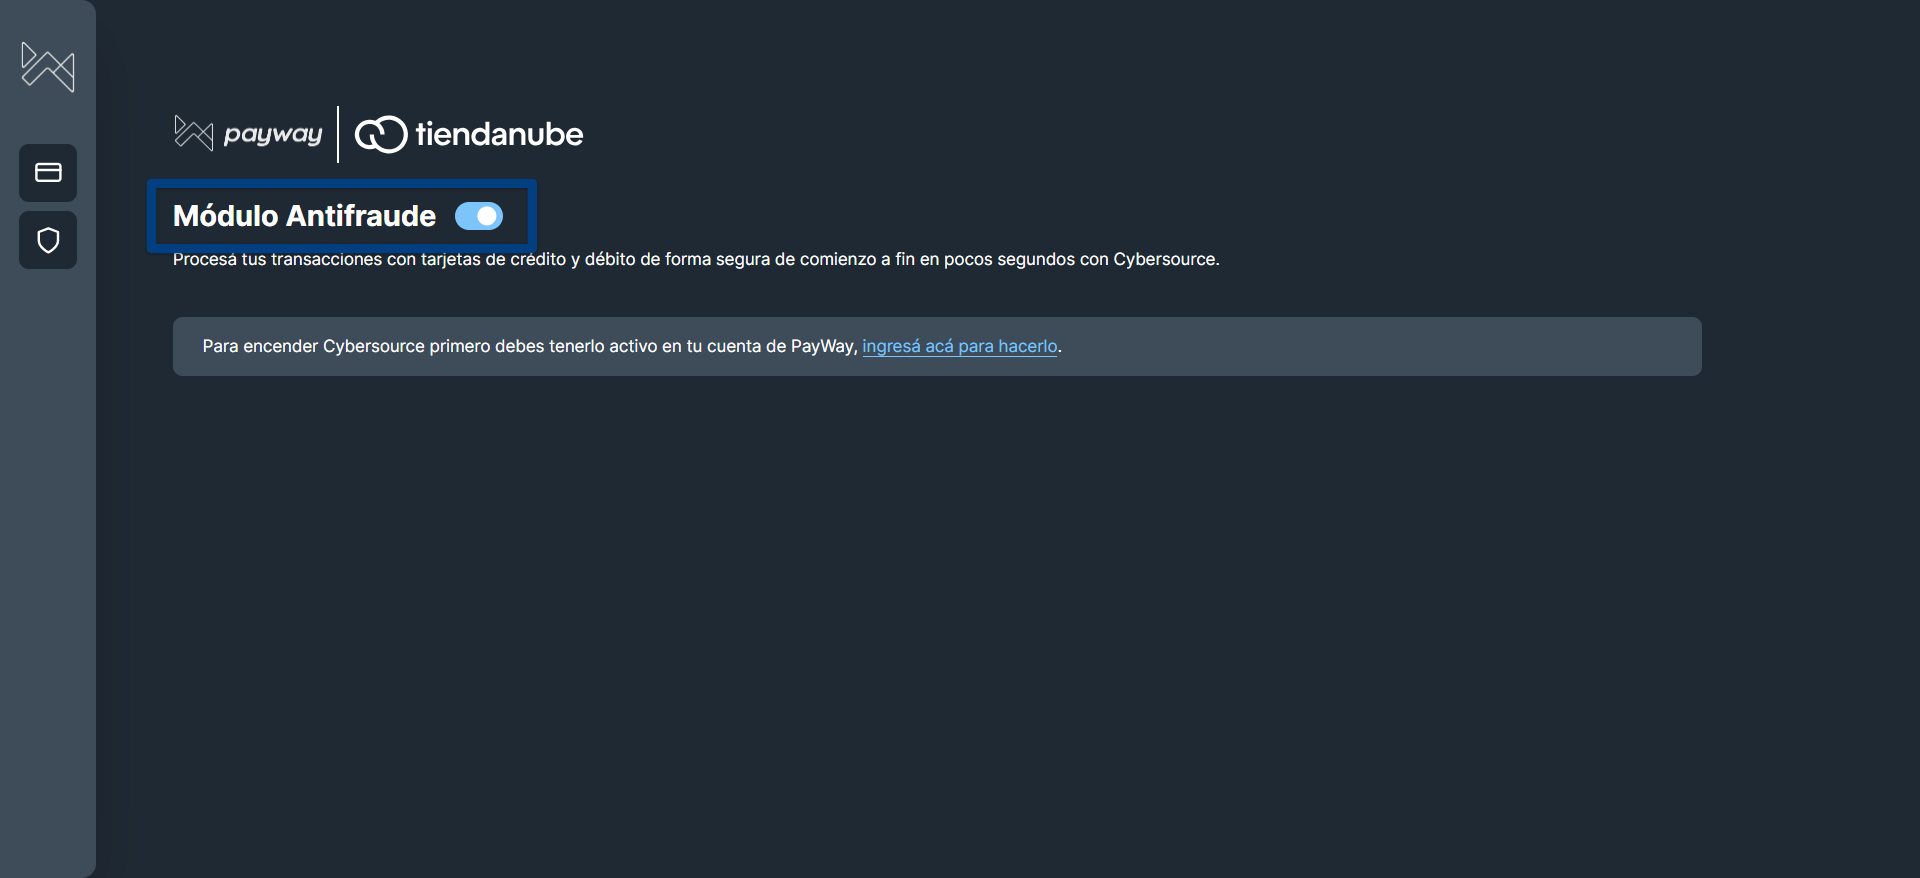 payway
tiendanube
Módulo Antifraude
Procesá tus transacciones con tarjetas de crédito y débito de forma segura de comienzo a fin en pocos segundos con Cybersource.
Para encender Cybersource primero debes tenerlo activo en tu cuenta de PayWay, ingresá acá para hacerlo.